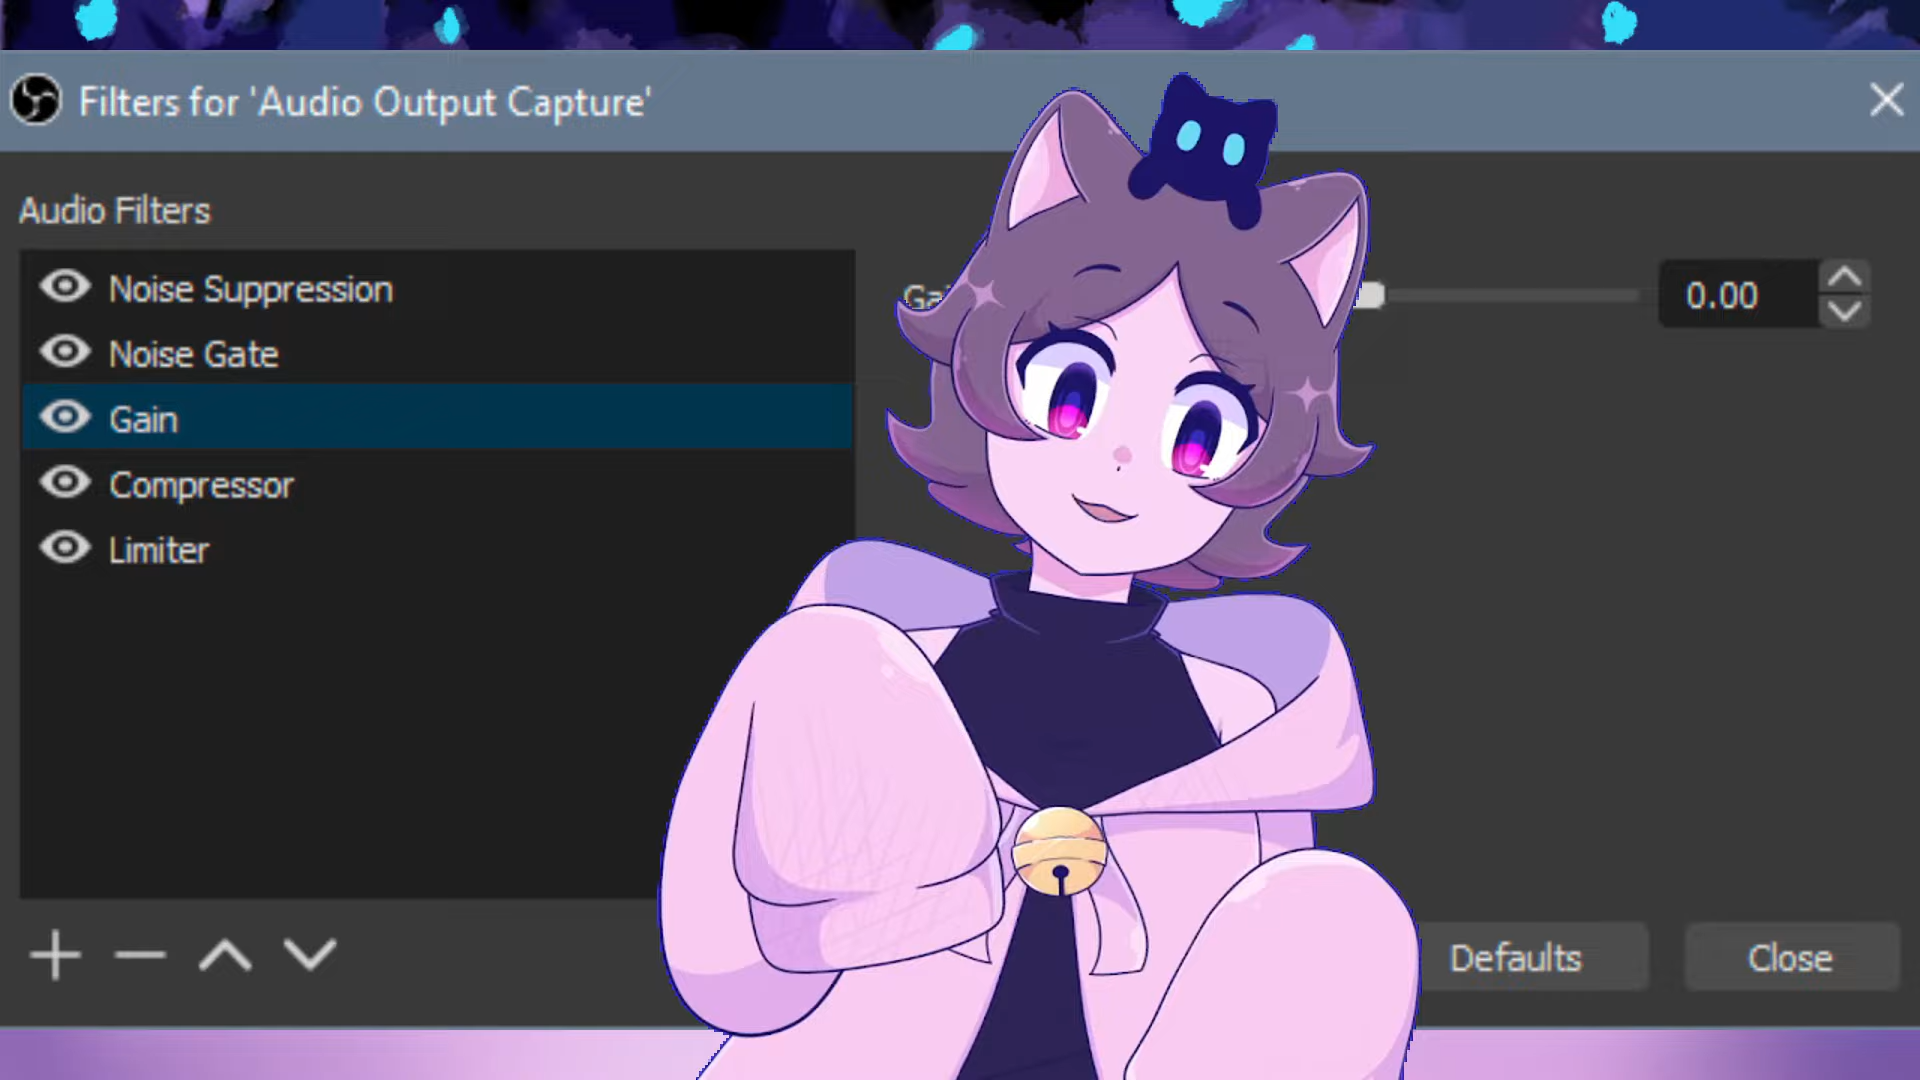 Filters for 'Audio Output Capture'
Audio Filters
Noise Suppression
Noise Gate
Gain
Compressor
Limiter
0.00
Defaults
Close